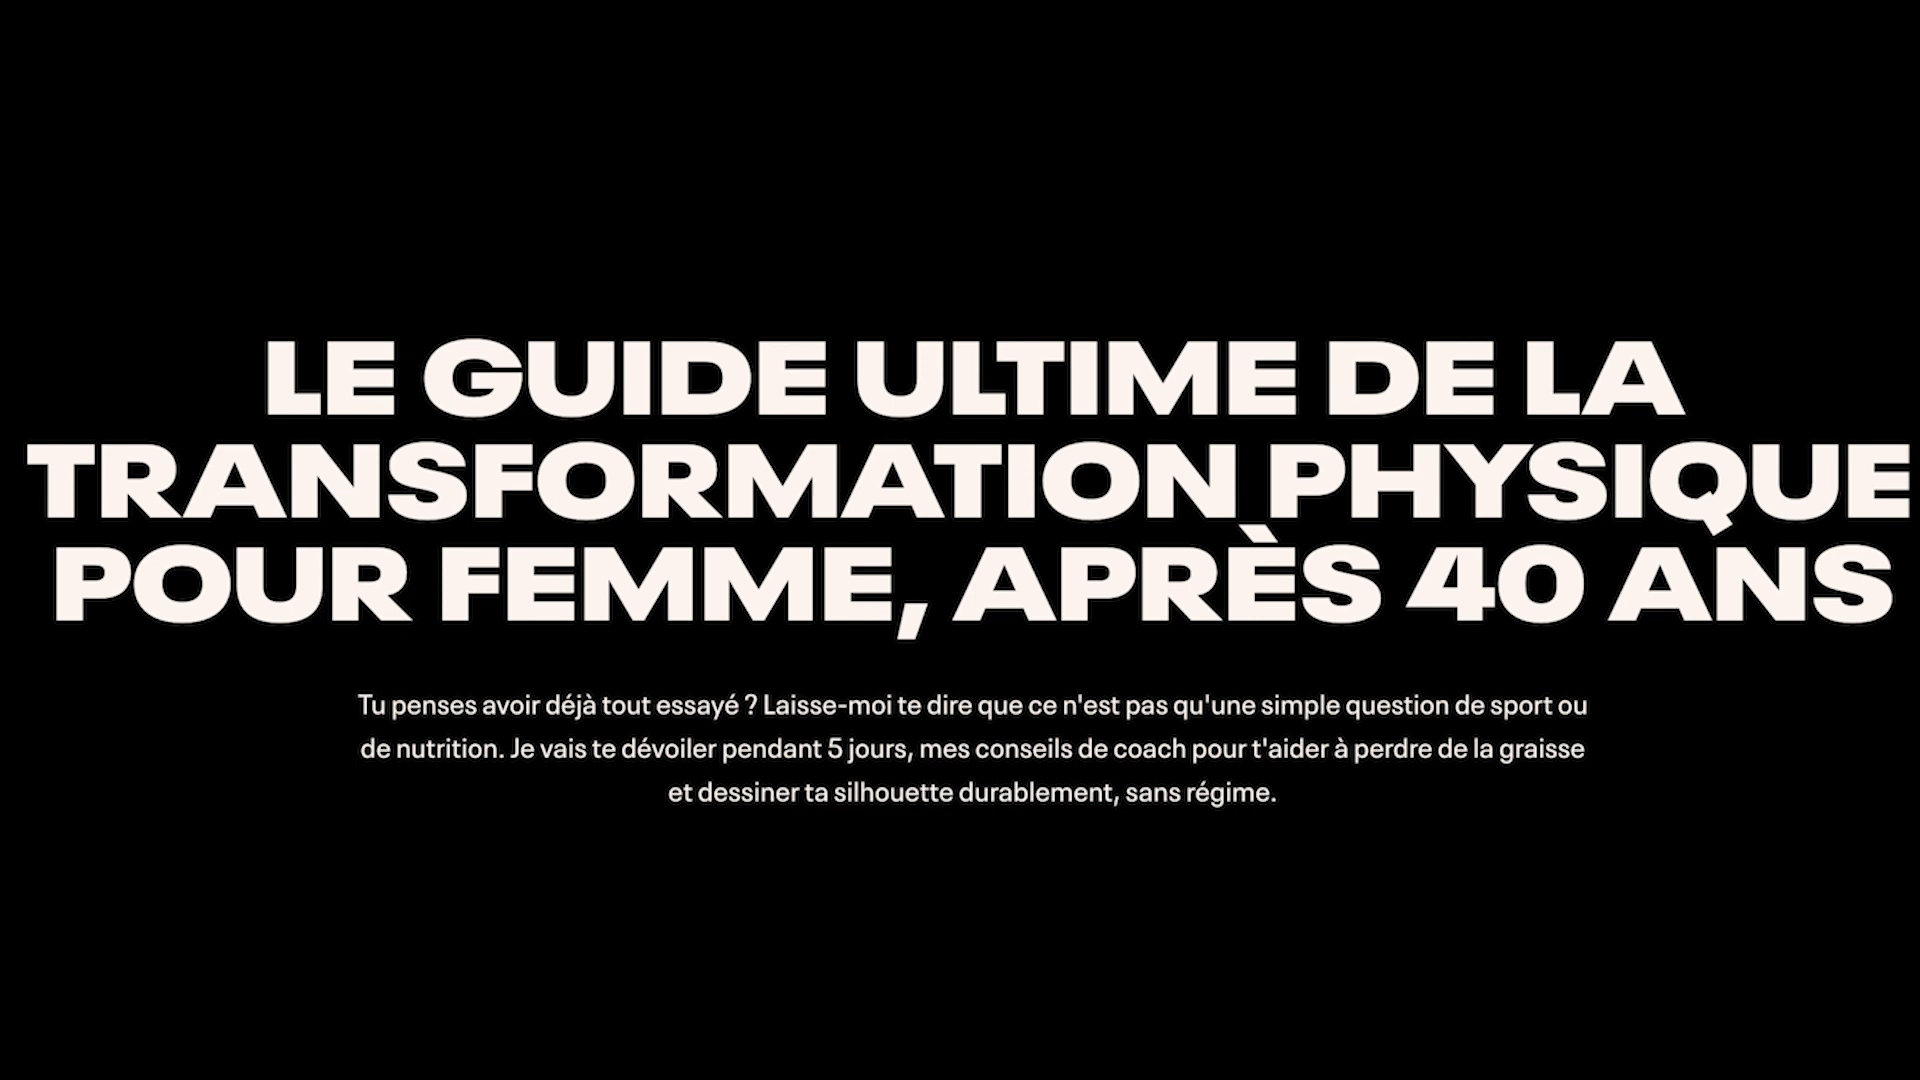 LE GUIDE ULTIME DE LA
TRANSFORMATION PHYSIQUE
POUR FEMME, APRÈS 40 ANS
Tu penses avoir déjà tout essayé ? Laisse-moi te dire que ce n'est pas qu'une simple question de sport ou
de nutrition. Je vais te dévoiler pendant 5 jours, mes conseils de coach pour t'aider à perdre de la graisse
et dessiner ta silhouette durablement, sans régime.